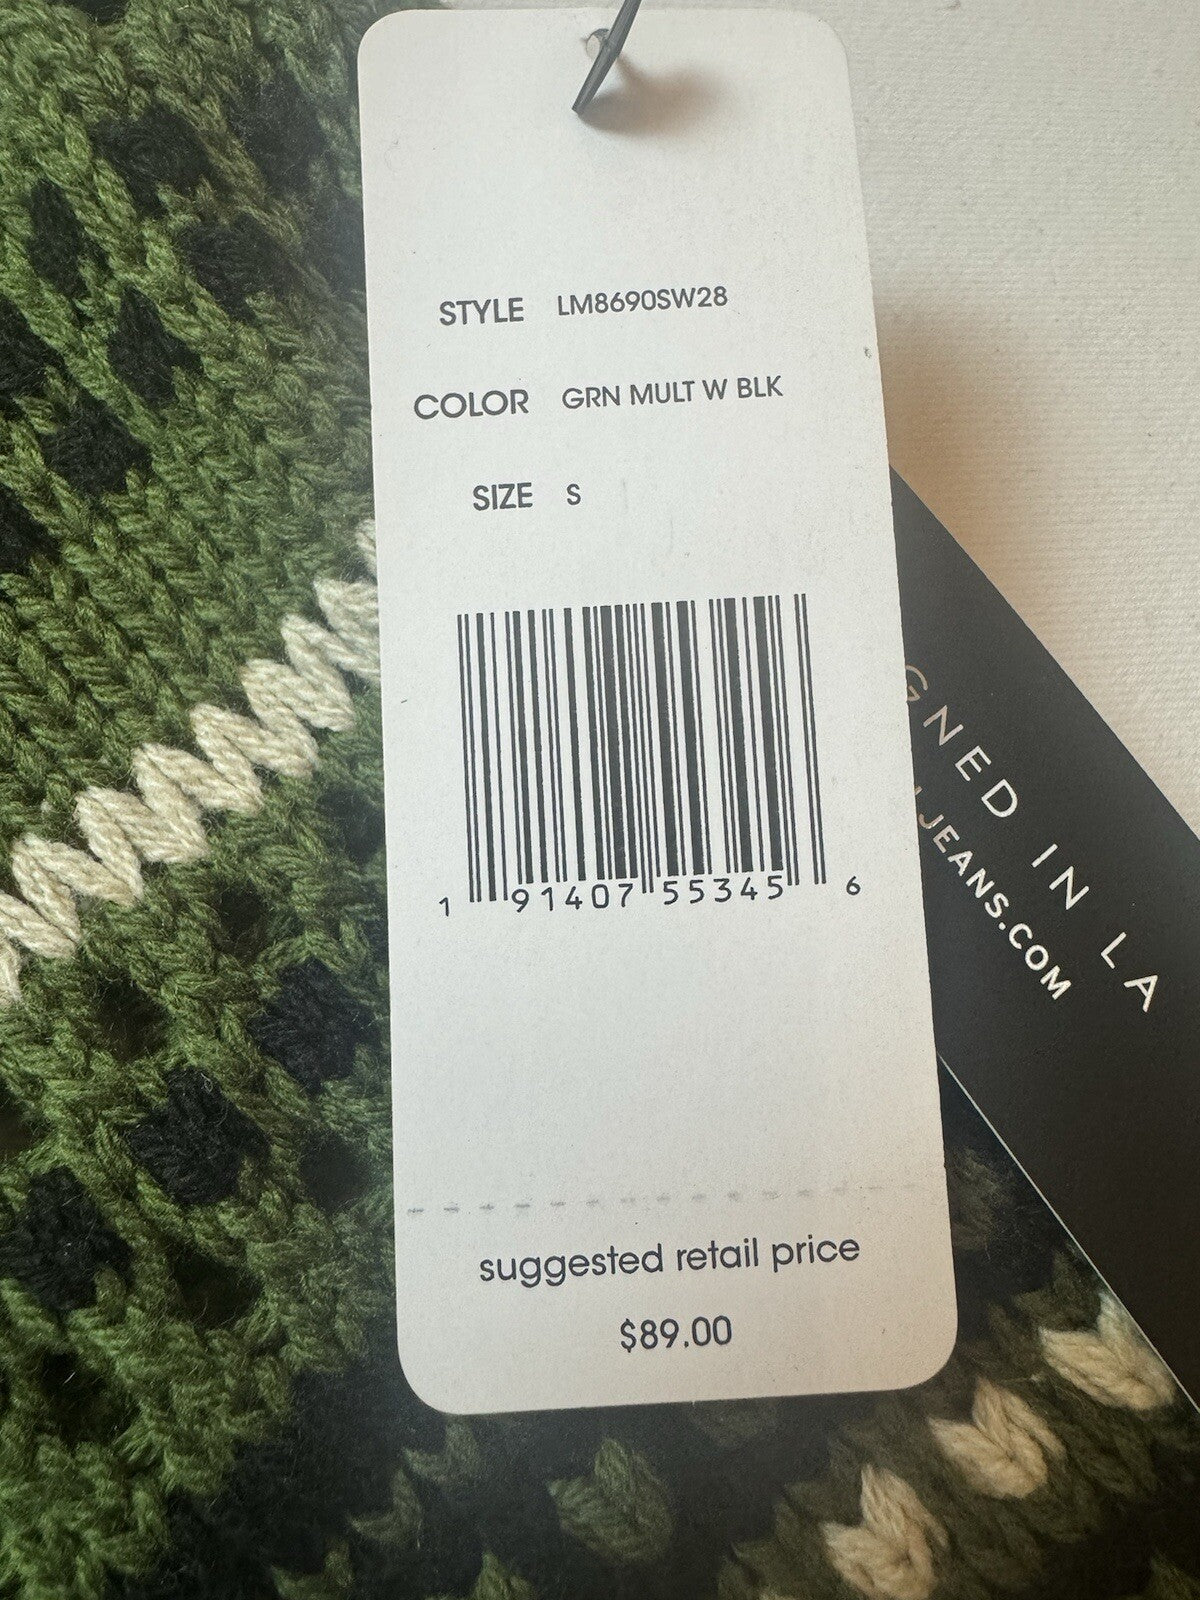 STYLE LM8690SW28
COLOR GRN MULT W BLK
SIZE S
1 91407 55345 6
suggested retail price
$89.00
GNED IN LA
JEANS.COM